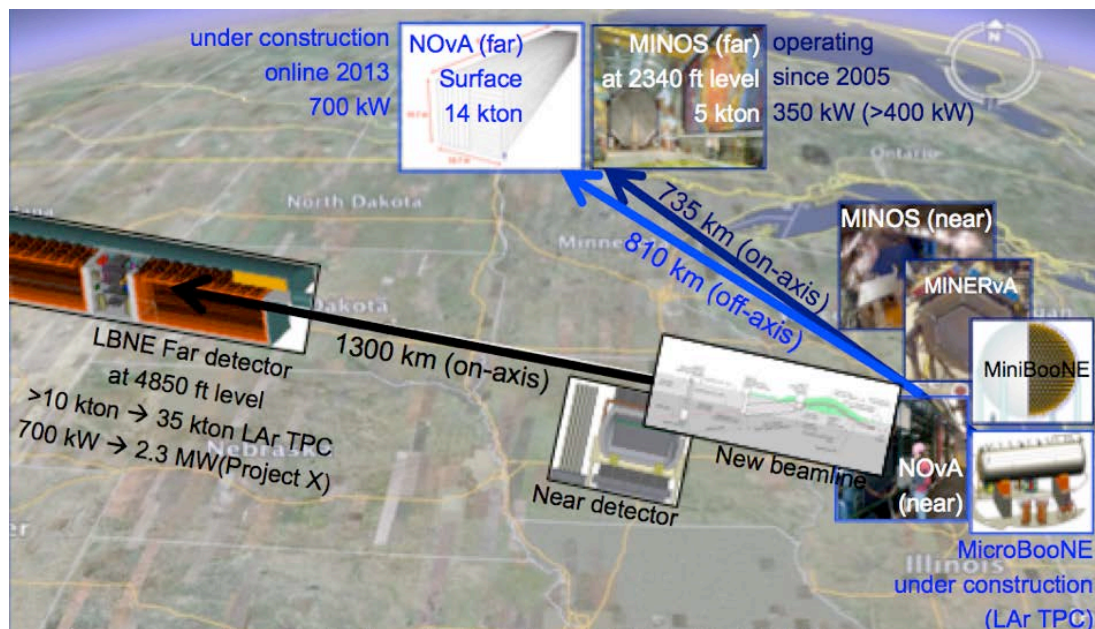 under construction
online 2013
700 kW
NOvA (far)
Surface
14 kton
MINOS (far)
at 2340 ft level
5 kton
operating
since 2005
350 kW (>400 kW)
N
Ontario
North Dakota
735 km (on-axis)
810 km (off-axis)
MINOS (near)
MINERvA
MiniBooNE
Dakota
LBNE Far detector
at 4850 ft level
>10 kton → 35 kton LAr TPC
700 kW → 2.3 MW(Project X)
1300 km (on-axis)
Nebraska
Near detector
New beamline
NOvA
(near)
Illinois
MicroBooNE
under construction
(LAr TPC)